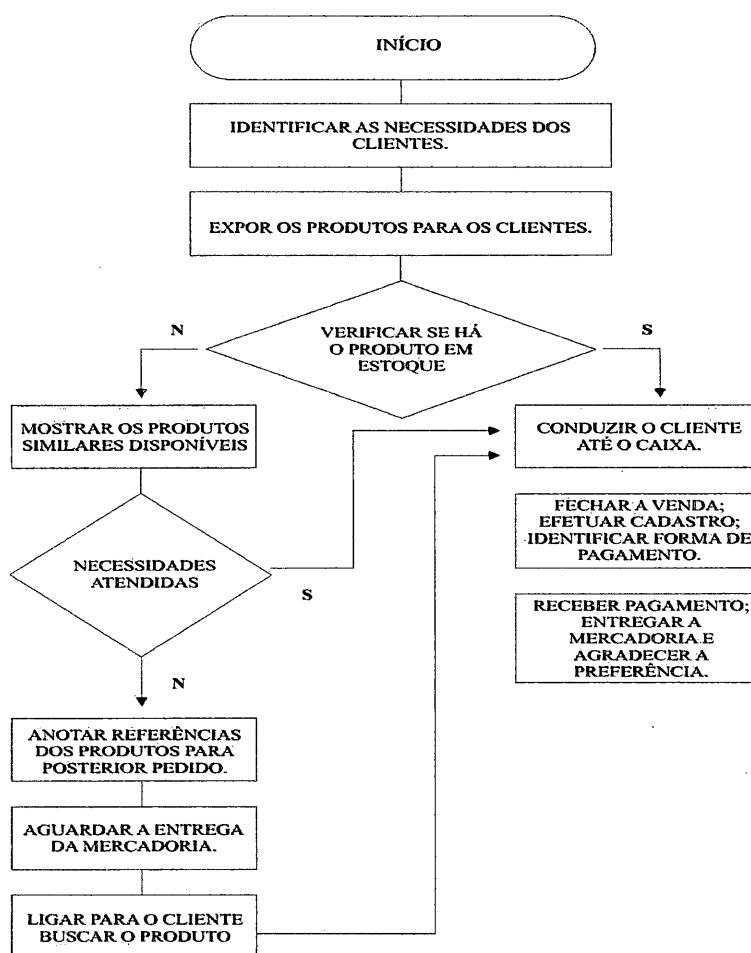 INÍCIO
IDENTIFICAR AS NECESSIDADES DOS
CLIENTES.
EXPOR OS PRODUTOS PARA OS CLIENTES.
N
VERIFICAR SE HÁ
O PRODUTO EM
ESTOQUE
S
MOSTRAR OS PRODUTOS
SIMILARES DISPONÍVEIS
CONDUZIR O CLIENTE
ATÉ O CAIXA.
FECHAR A VENDA;
EFETUAR CADASTRO;
IDENTIFICAR FORMA DE
PAGAMENTO.
NECESSIDADES
ATENDIDAS
S
RECEBER PAGAMENTO;
ENTREGAR A
MERCADORIA E
AGRADECER A
PREFERÊNCIA.
N
ANOTAR REFERÊNCIAS
DOS PRODUTOS PARA
POSTERIOR PEDIDO.
AGUARDAR A ENTREGA
DA MERCADORIA.
LIGAR PARA O CLIENTE
BUSCAR O PRODUTO